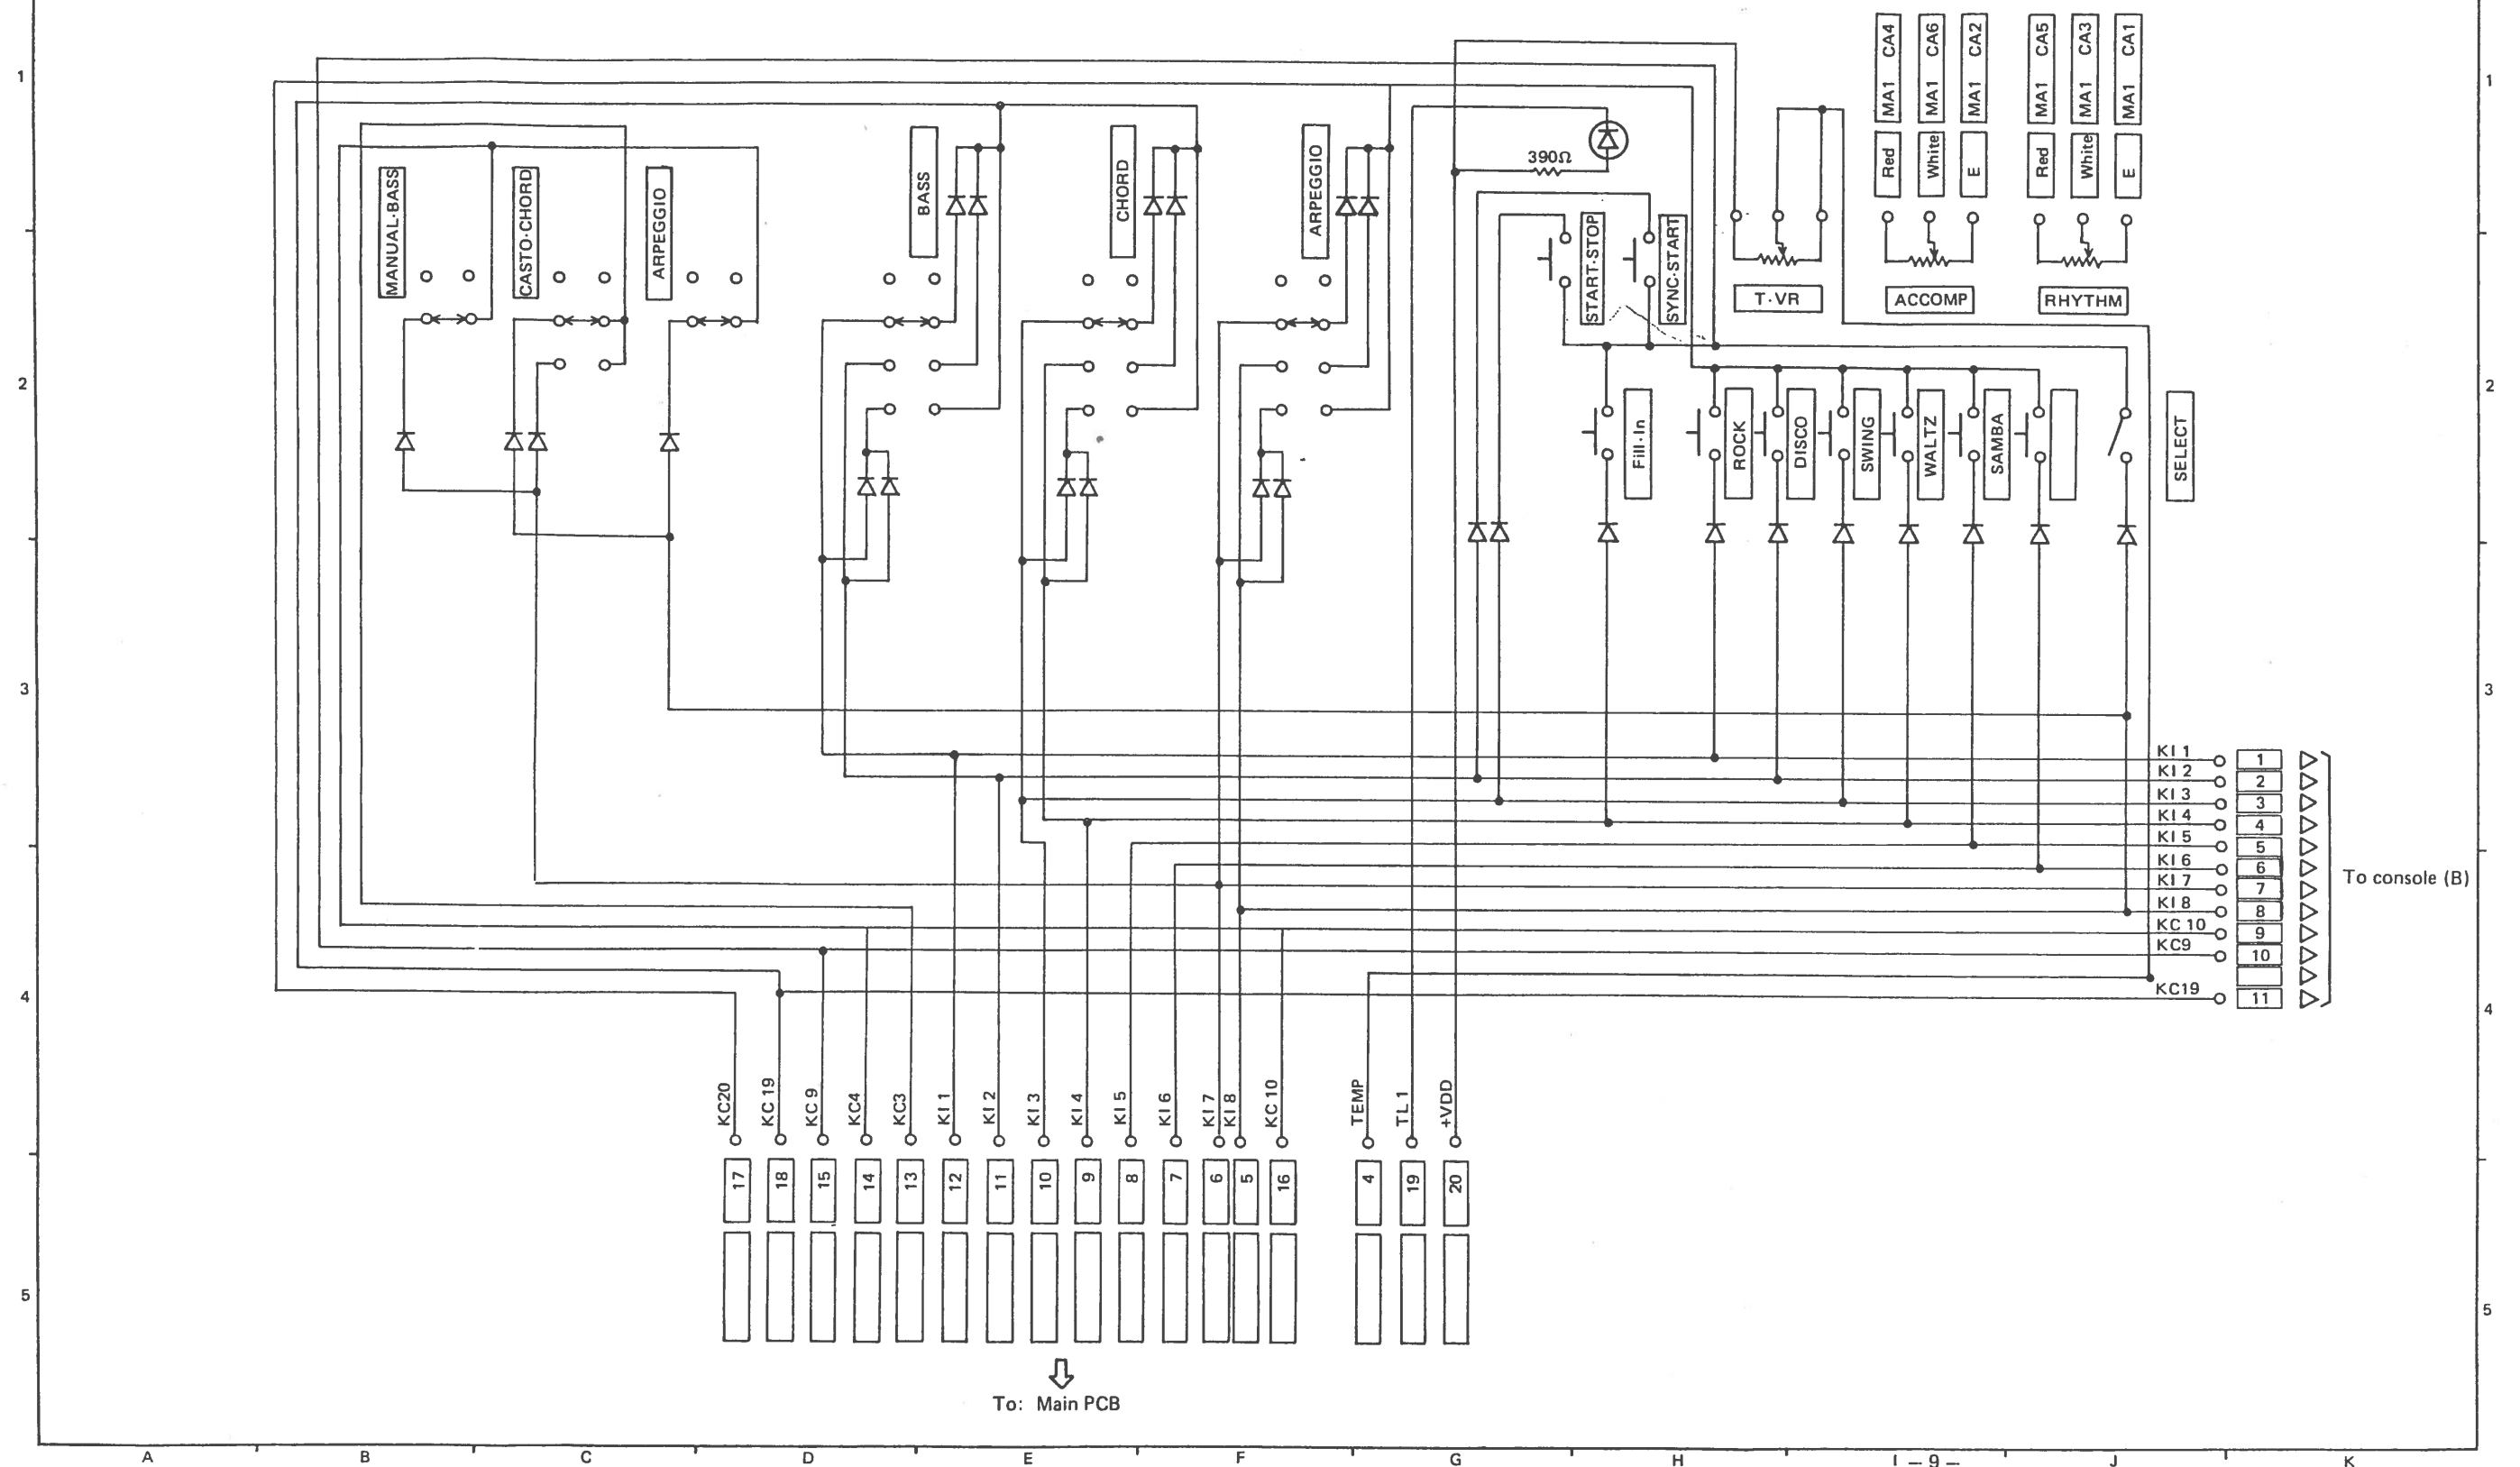 MA1 CA4
MA1 CA6
MA1 CA2
MA1 CA5
MA1 CA3
MA1 CA1
Red
White
E
Red
White
E
1
1
390Ω
MANUAL·BASS
CASTO·CHORD
ARPEGGIO
BASS
CHORD
ARPEGGIO
START·STOP
SYNC·START
T·VR
ACCOMP
RHYTHM
2
2
Fill·In
ROCK
DISCO
SWING
WALTZ
SAMBA
SELECT
3
3
KI 1
1
KI 2
2
KI 3
3
KI 4
4
KI 5
5
KI 6
6
KI 7
7
KI 8
8
KC 10
9
KC9
10
KC19
11
To console (B)
4
4
KC20
KC 19
KC 9
KC4
KC3
KI 1
KI 2
KI 3
KI 4
KI 5
KI 6
KI 7
KI 8
KC 10
TEMP
TL 1
+VDD
17
18
15
14
13
12
11
10
9
8
7
6
5
16
4
19
20
5
5
To: Main PCB
A B C D E F G H I – 9 – J K